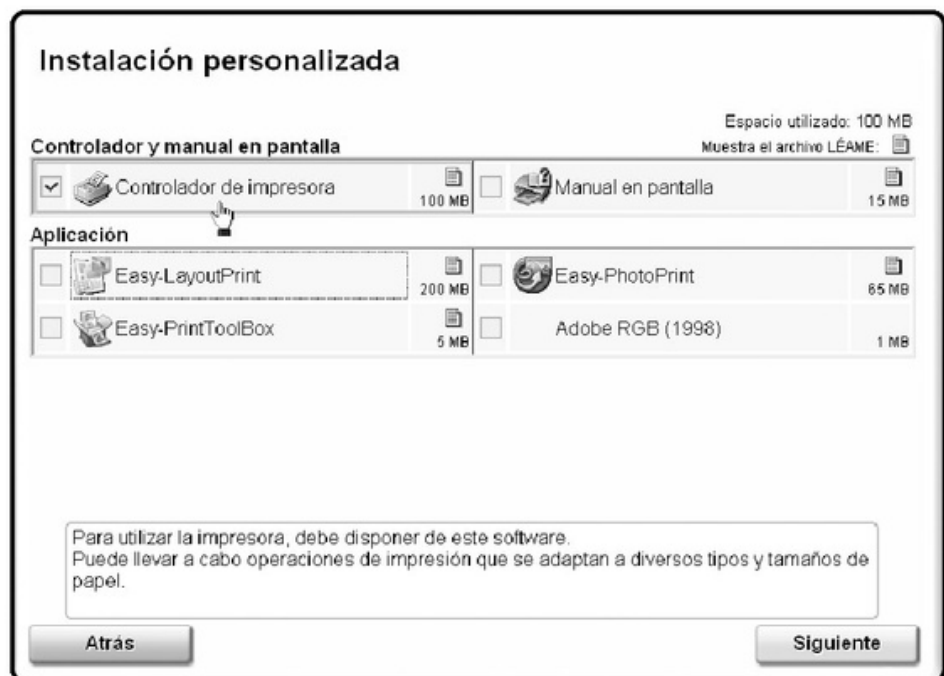 Instalación personalizada
Espacio utilizado: 100 MB
Controlador y manual en pantalla
Muestra el archivo LÉAME:
Controlador de impresora
100 MB
Manual en pantalla
15 MB
Aplicación
Easy-LayoutPrint
200 MB
Easy-PhotoPrint
65 MB
Easy-PrintToolBox
5 MB
Adobe RGB (1998)
1 MB
Para utilizar la impresora, debe disponer de este software.
Puede llevar a cabo operaciones de impresión que se adaptan a diversos tipos y tamaños de
papel.
Atrás
Siguiente